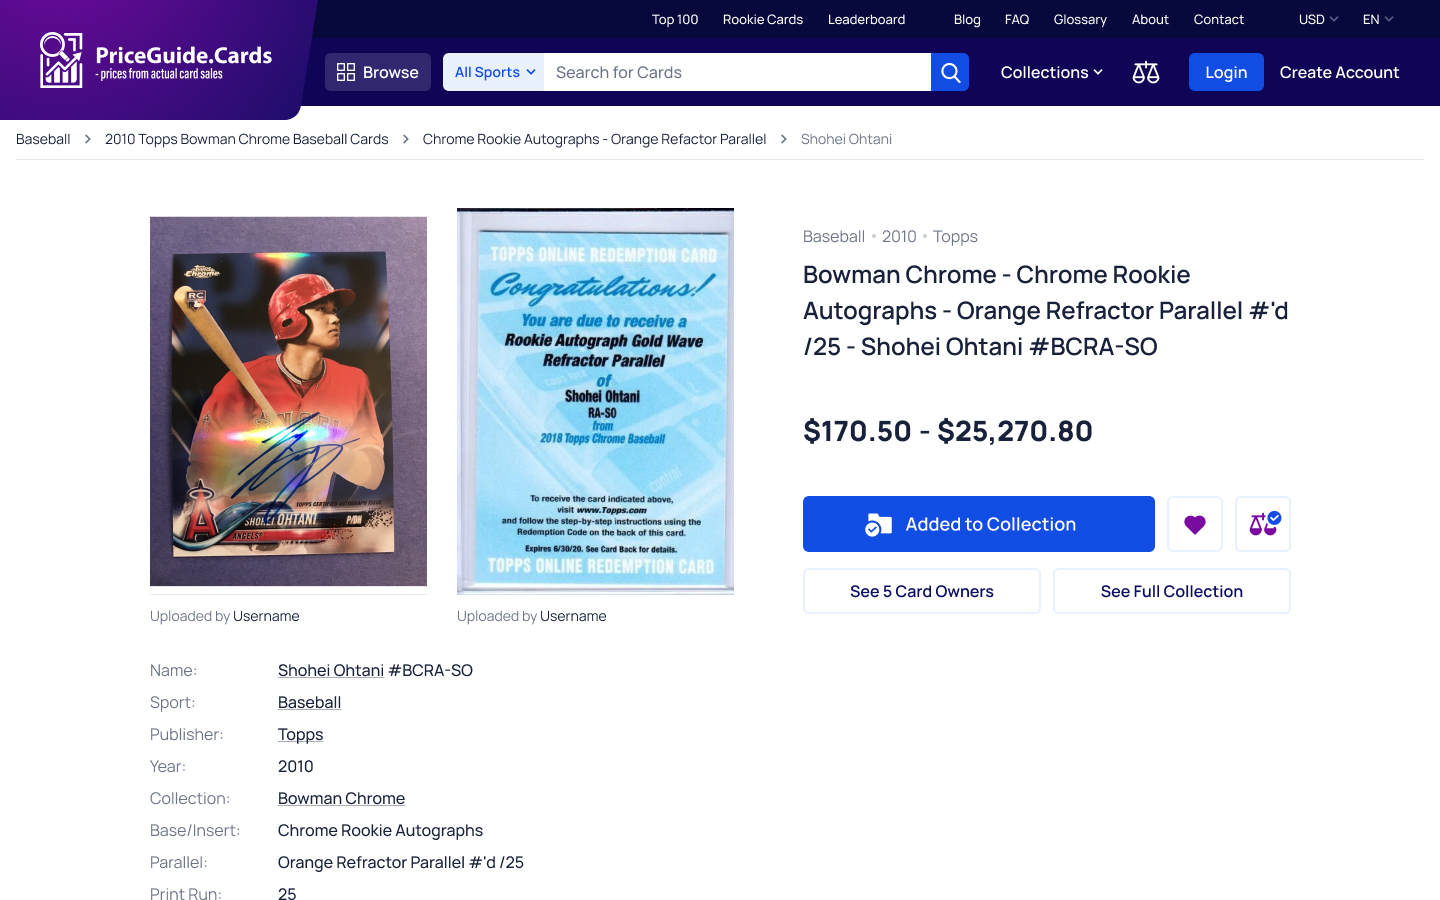 Top 100 Rookie Cards Leaderboard Blog FAQ Glossary About Contact USD EN
PriceGuide.Cards
- prices from actual card sales
Browse All Sports Search for Cards Collections Login Create Account
Baseball 2010 Topps Bowman Chrome Baseball Cards Chrome Rookie Autographs - Orange Refactor Parallel Shohei Ohtani
Topps
Chrome
RC
ANGELS
TOPPS CERTIFIED AUTOGRAPH ISSUE
SHOHEI OHTANI P/DH
ANGELS
TOPPS ONLINE REDEMPTION CARD
Congratulations!
You are due to receive a
Rookie Autograph Gold Wave
Refractor Parallel
of
Shohei Ohtani
RA-SO
from
2018 Topps Chrome Baseball
To receive the card indicated above,
visit www.Topps.com
and follow the step-by-step instructions using the
Redemption Code on the back of this card.
Expires 6/30/20. See Card Back for details.
TOPPS ONLINE REDEMPTION CARD
Uploaded by Username
Uploaded by Username
Baseball • 2010 • Topps
Bowman Chrome - Chrome Rookie
Autographs - Orange Refractor Parallel #'d
/25 - Shohei Ohtani #BCRA-SO
$170.50 - $25,270.80
Added to Collection
See 5 Card Owners See Full Collection
Name: Shohei Ohtani #BCRA-SO
Sport: Baseball
Publisher: Topps
Year: 2010
Collection: Bowman Chrome
Base/Insert: Chrome Rookie Autographs
Parallel: Orange Refractor Parallel #'d /25
Print Run: 25